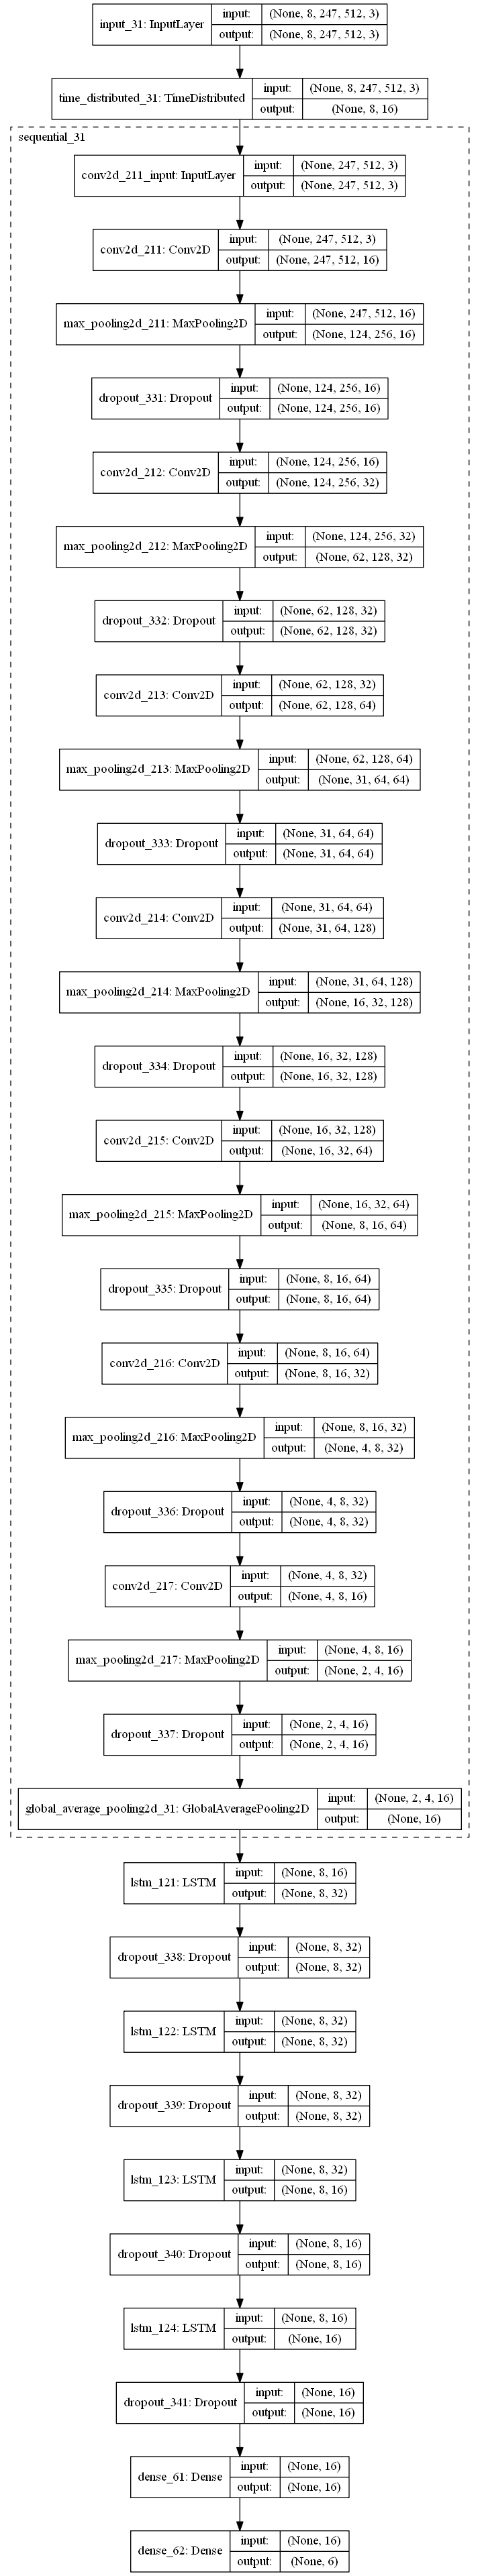 input_31: InputLayer
input: (None, 8, 247, 512, 3)
output: (None, 8, 247, 512, 3)
time_distributed_31: TimeDistributed
input: (None, 8, 247, 512, 3)
output: (None, 8, 16)
sequential_31
conv2d_211_input: InputLayer
input: (None, 247, 512, 3)
output: (None, 247, 512, 3)
conv2d_211: Conv2D
input: (None, 247, 512, 3)
output: (None, 247, 512, 16)
max_pooling2d_211: MaxPooling2D
input: (None, 247, 512, 16)
output: (None, 124, 256, 16)
dropout_331: Dropout
input: (None, 124, 256, 16)
output: (None, 124, 256, 16)
conv2d_212: Conv2D
input: (None, 124, 256, 16)
output: (None, 124, 256, 32)
max_pooling2d_212: MaxPooling2D
input: (None, 124, 256, 32)
output: (None, 62, 128, 32)
dropout_332: Dropout
input: (None, 62, 128, 32)
output: (None, 62, 128, 32)
conv2d_213: Conv2D
input: (None, 62, 128, 32)
output: (None, 62, 128, 64)
max_pooling2d_213: MaxPooling2D
input: (None, 62, 128, 64)
output: (None, 31, 64, 64)
dropout_333: Dropout
input: (None, 31, 64, 64)
output: (None, 31, 64, 64)
conv2d_214: Conv2D
input: (None, 31, 64, 64)
output: (None, 31, 64, 128)
max_pooling2d_214: MaxPooling2D
input: (None, 31, 64, 128)
output: (None, 16, 32, 128)
dropout_334: Dropout
input: (None, 16, 32, 128)
output: (None, 16, 32, 128)
conv2d_215: Conv2D
input: (None, 16, 32, 128)
output: (None, 16, 32, 64)
max_pooling2d_215: MaxPooling2D
input: (None, 16, 32, 64)
output: (None, 8, 16, 64)
dropout_335: Dropout
input: (None, 8, 16, 64)
output: (None, 8, 16, 64)
conv2d_216: Conv2D
input: (None, 8, 16, 64)
output: (None, 8, 16, 32)
max_pooling2d_216: MaxPooling2D
input: (None, 8, 16, 32)
output: (None, 4, 8, 32)
dropout_336: Dropout
input: (None, 4, 8, 32)
output: (None, 4, 8, 32)
conv2d_217: Conv2D
input: (None, 4, 8, 32)
output: (None, 4, 8, 16)
max_pooling2d_217: MaxPooling2D
input: (None, 4, 8, 16)
output: (None, 2, 4, 16)
dropout_337: Dropout
input: (None, 2, 4, 16)
output: (None, 2, 4, 16)
global_average_pooling2d_31: GlobalAveragePooling2D
input: (None, 2, 4, 16)
output: (None, 16)
lstm_121: LSTM
input: (None, 8, 16)
output: (None, 8, 32)
dropout_338: Dropout
input: (None, 8, 32)
output: (None, 8, 32)
lstm_122: LSTM
input: (None, 8, 32)
output: (None, 8, 32)
dropout_339: Dropout
input: (None, 8, 32)
output: (None, 8, 32)
lstm_123: LSTM
input: (None, 8, 32)
output: (None, 8, 16)
dropout_340: Dropout
input: (None, 8, 16)
output: (None, 8, 16)
lstm_124: LSTM
input: (None, 8, 16)
output: (None, 16)
dropout_341: Dropout
input: (None, 16)
output: (None, 16)
dense_61: Dense
input: (None, 16)
output: (None, 16)
dense_62: Dense
input: (None, 16)
output: (None, 6)